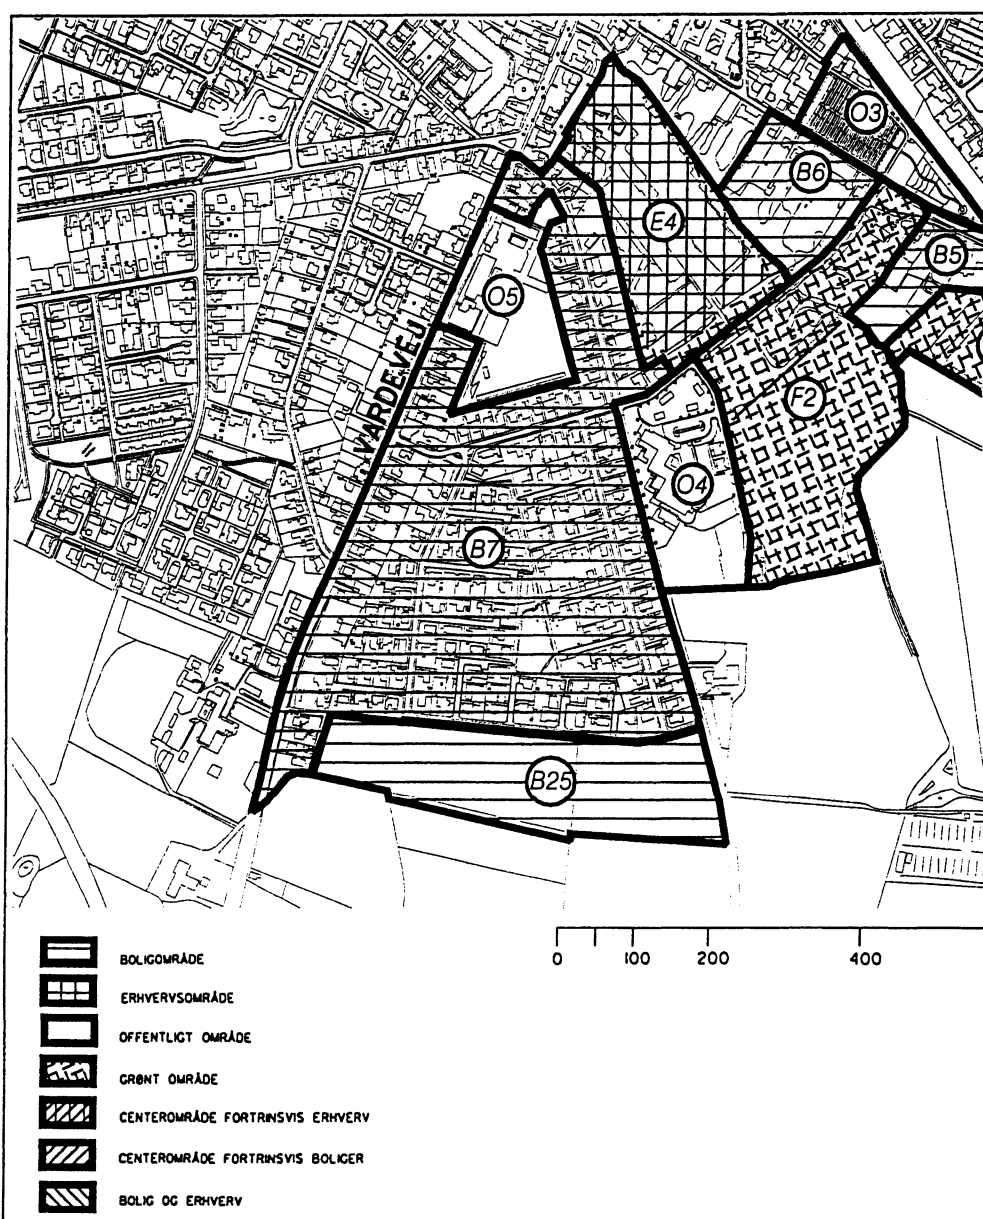 O3
B6
E4
B5
O5
VARDEVEJ
F2
O4
B7
B25
0 100 200 400
BOLIGOMRÅDE
ERHVERVSOMRÅDE
OFFENTLIGT OMRÅDE
GRØNT OMRÅDE
CENTEROMRÅDE FORTRINSVIS ERHVERV
CENTEROMRÅDE FORTRINSVIS BOLIGER
BOLIG OG ERHVERV